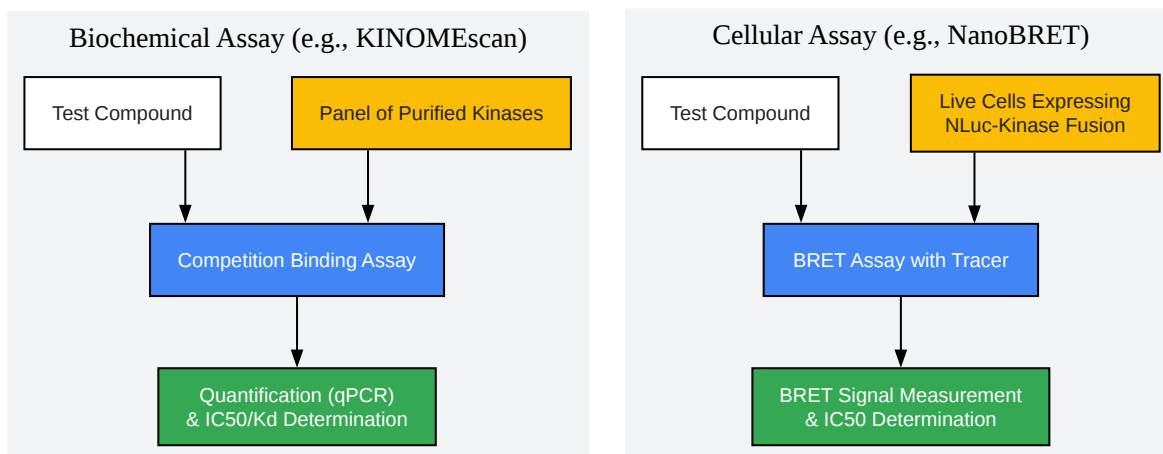 Biochemical Assay (e.g., KINOMEscan)
Test Compound
Panel of Purified Kinases
Competition Binding Assay
Quantification (qPCR)
& IC50/Kd Determination
Cellular Assay (e.g., NanoBRET)
Test Compound
Live Cells Expressing
NLuc-Kinase Fusion
BRET Assay with Tracer
BRET Signal Measurement
& IC50 Determination